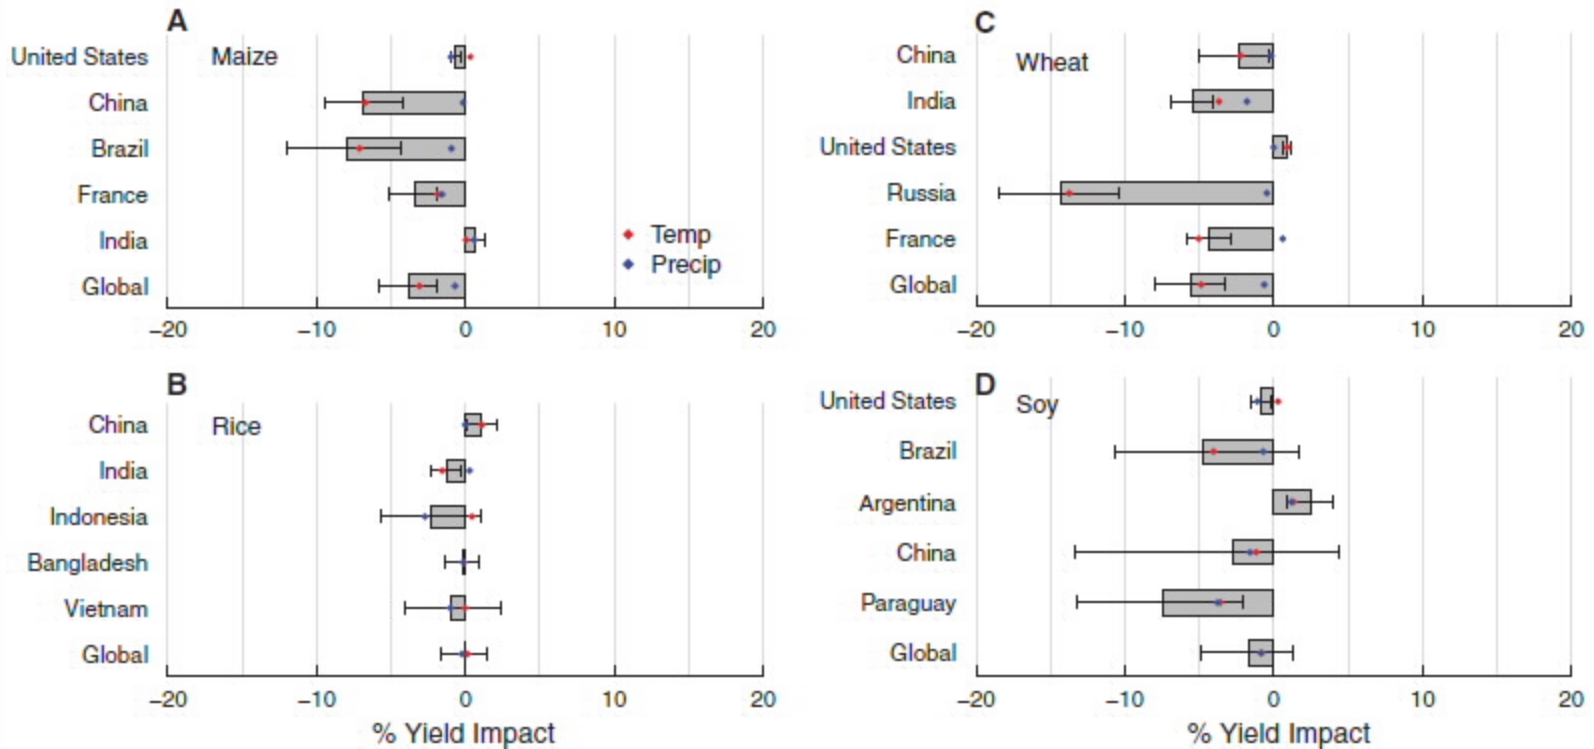 A
Maize
United States
China
Brazil
France
India
Global
Temp
Precip
−20 −10 0 10 20
B
Rice
China
India
Indonesia
Bangladesh
Vietnam
Global
−20 −10 0 10 20
% Yield Impact
C
Wheat
China
India
United States
Russia
France
Global
−20 −10 0 10 20
D
Soy
United States
Brazil
Argentina
China
Paraguay
Global
−20 −10 0 10 20
% Yield Impact